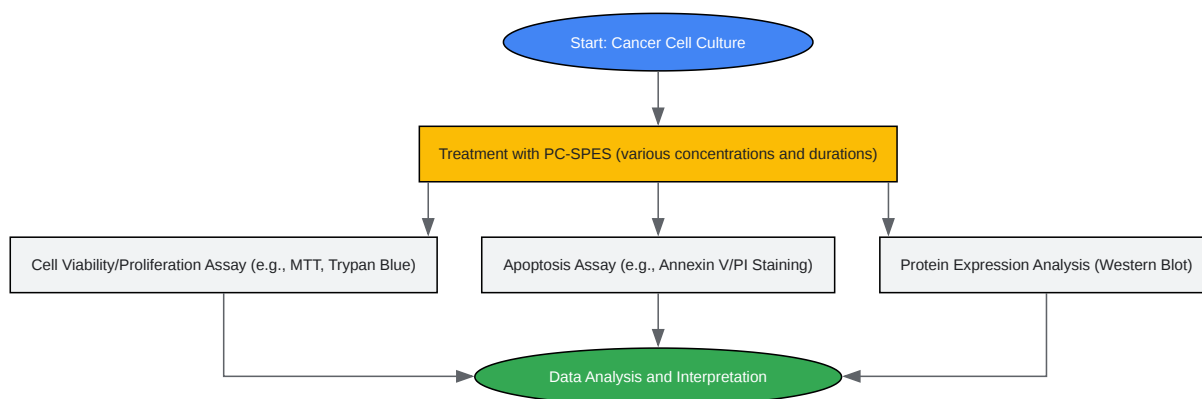 Start: Cancer Cell Culture
Treatment with PC-SPES (various concentrations and durations)
Cell Viability/Proliferation Assay (e.g., MTT, Trypan Blue)
Apoptosis Assay (e.g., Annexin V/PI Staining)
Protein Expression Analysis (Western Blot)
Data Analysis and Interpretation